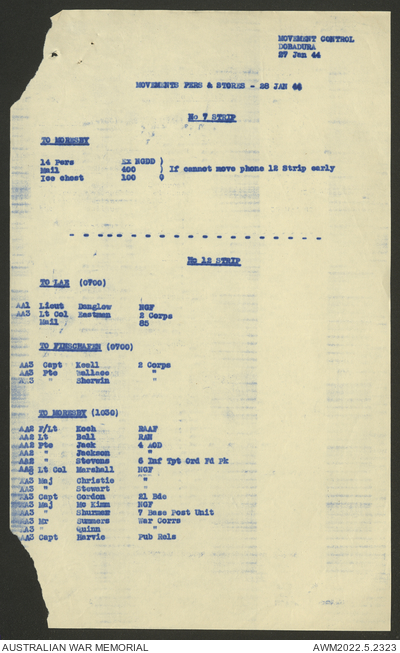 MOVEMENT CONTROL
DOBADURA
27 Jan 44
MOVEMENTS PERS & STORES - 28 JAN 44
No 7 STRIP
TO MORESBY
14 Pers Ex NGDD )
Mail 400 ) If cannot move phone 12 Strip early
Ice chest 100 0
No 12 STRIP
TO LAE (0700)
AA1 Lieut NGF
AA3 Lt Col Eastman 2 Corps
Mail 85
TO FINSCHAFEN (0700)
AA3 Capt Keall 2 Corps
AA3 Pte Wallace "
AA3 " Sherwin "
TO MORESBY (1030)
AA2 F/Lt Koch RAAF
AA2 Lt Bell RAN
AA2 Pte Jack 4 AOD
AA2 " Jackson "
AA2 " Stevens 6 Inf Tpt Ord Fd Pk
AA3 Lt Col Marshall NGF
AA3 Maj Christie "
AA3 " Stewart "
AA3 Capt Gordon 21 Bde
AA3 Maj Mc Kinn NGF
AA3 " Shurman 7 Base Post Unit
AA3 Mr Summers War Corrs
AA3 " Quinn "
AA3 Capt Harvie Pub Rels
AUSTRALIAN WAR MEMORIAL AWM2022.5.2323